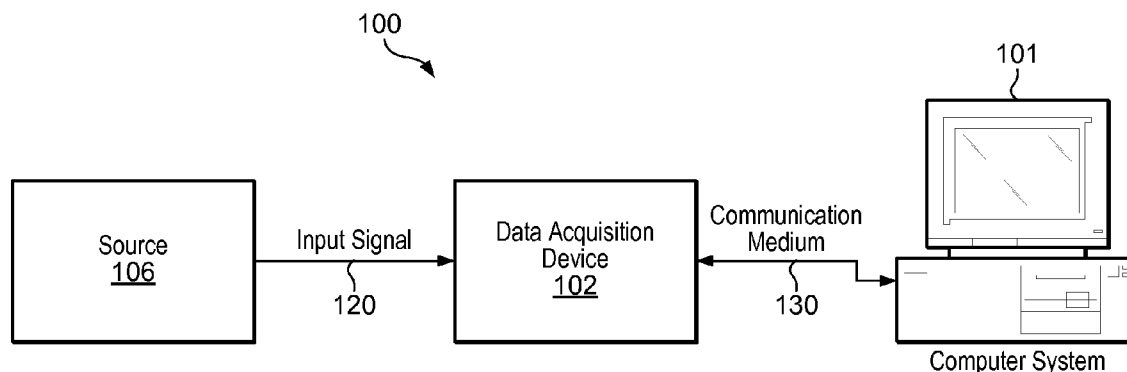 100
101
Source
106
Input Signal
120
Data Acquisition
Device
102
Communication
Medium
130
Computer System